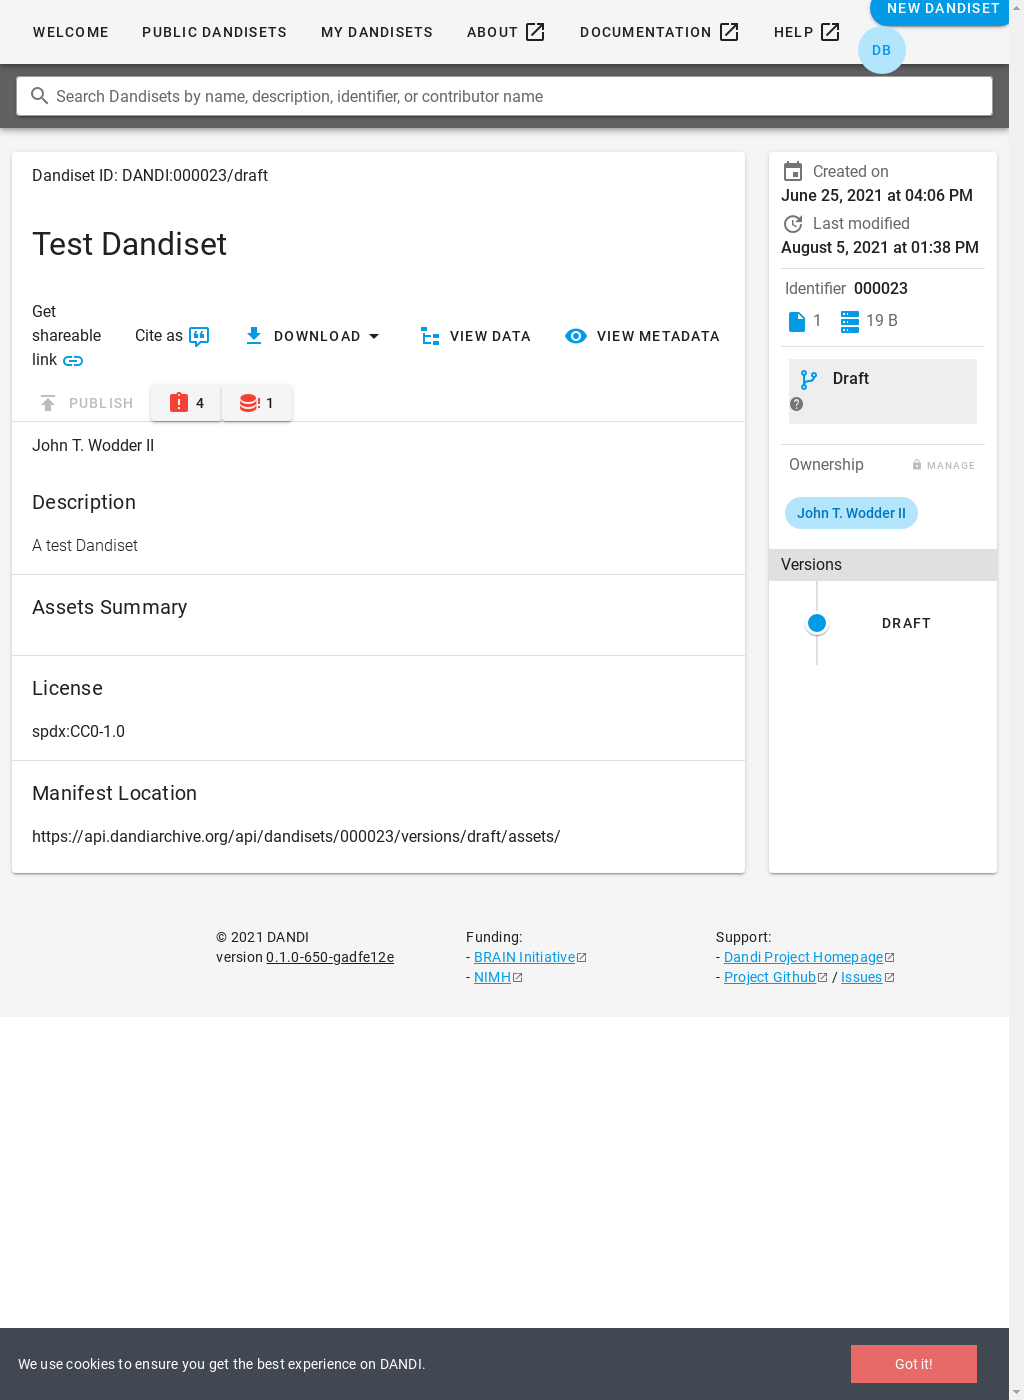 NEW DANDISET
WELCOME PUBLIC DANDISETS MY DANDISETS ABOUT DOCUMENTATION HELP
DB
Search Dandisets by name, description, identifier, or contributor name
Dandiset ID: DANDI:000023/draft
Test Dandiset
Get shareable link
Cite as
DOWNLOAD
VIEW DATA
VIEW METADATA
PUBLISH
4
1
John T. Wodder II
Description
A test Dandiset
Assets Summary
License
spdx:CC0-1.0
Manifest Location
https://api.dandiarchive.org/api/dandisets/000023/versions/draft/assets/
Created on
June 25, 2021 at 04:06 PM
Last modified
August 5, 2021 at 01:38 PM
Identifier 000023
1 19 B
Draft
Ownership MANAGE
John T. Wodder II
Versions
DRAFT
© 2021 DANDI
version 0.1.0-650-gadfe12e
Funding:
- BRAIN Initiative
- NIMH
Support:
- Dandi Project Homepage
- Project Github / Issues
We use cookies to ensure you get the best experience on DANDI.
Got it!